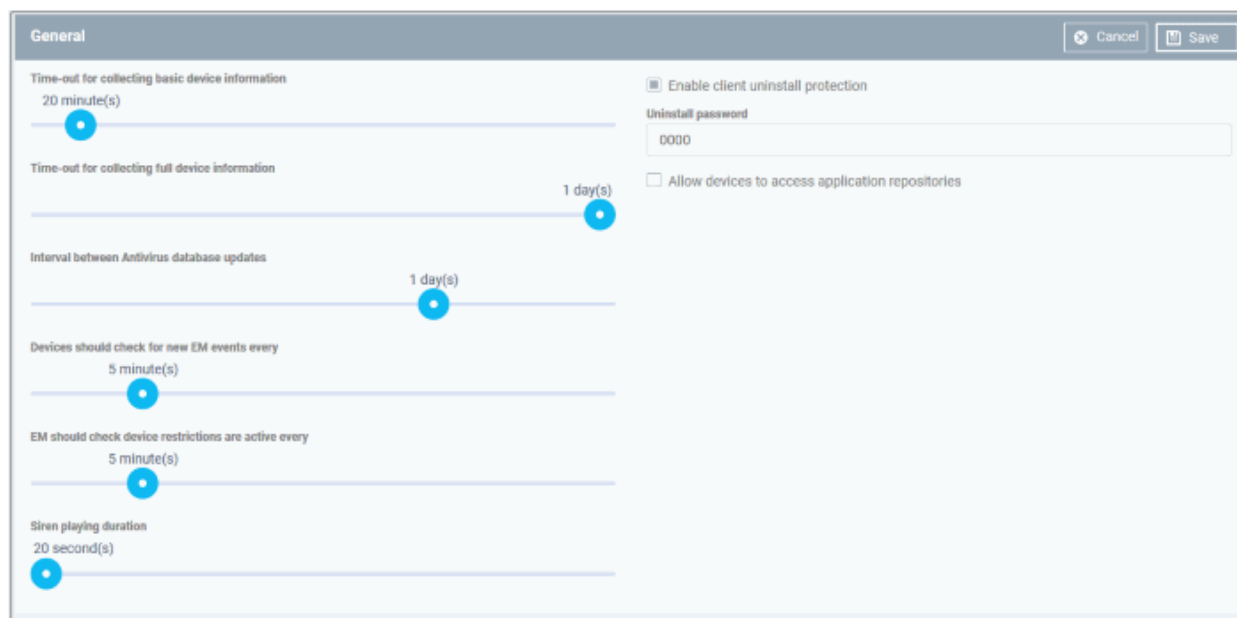 General
Cancel
Save
Time-out for collecting basic device information
20 minute(s)
Time-out for collecting full device information
1 day(s)
Interval between Antivirus database updates
1 day(s)
Devices should check for new EM events every
5 minute(s)
EM should check device restrictions are active every
5 minute(s)
Siren playing duration
20 second(s)
Enable client uninstall protection
Uninstall password
0000
Allow devices to access application repositories